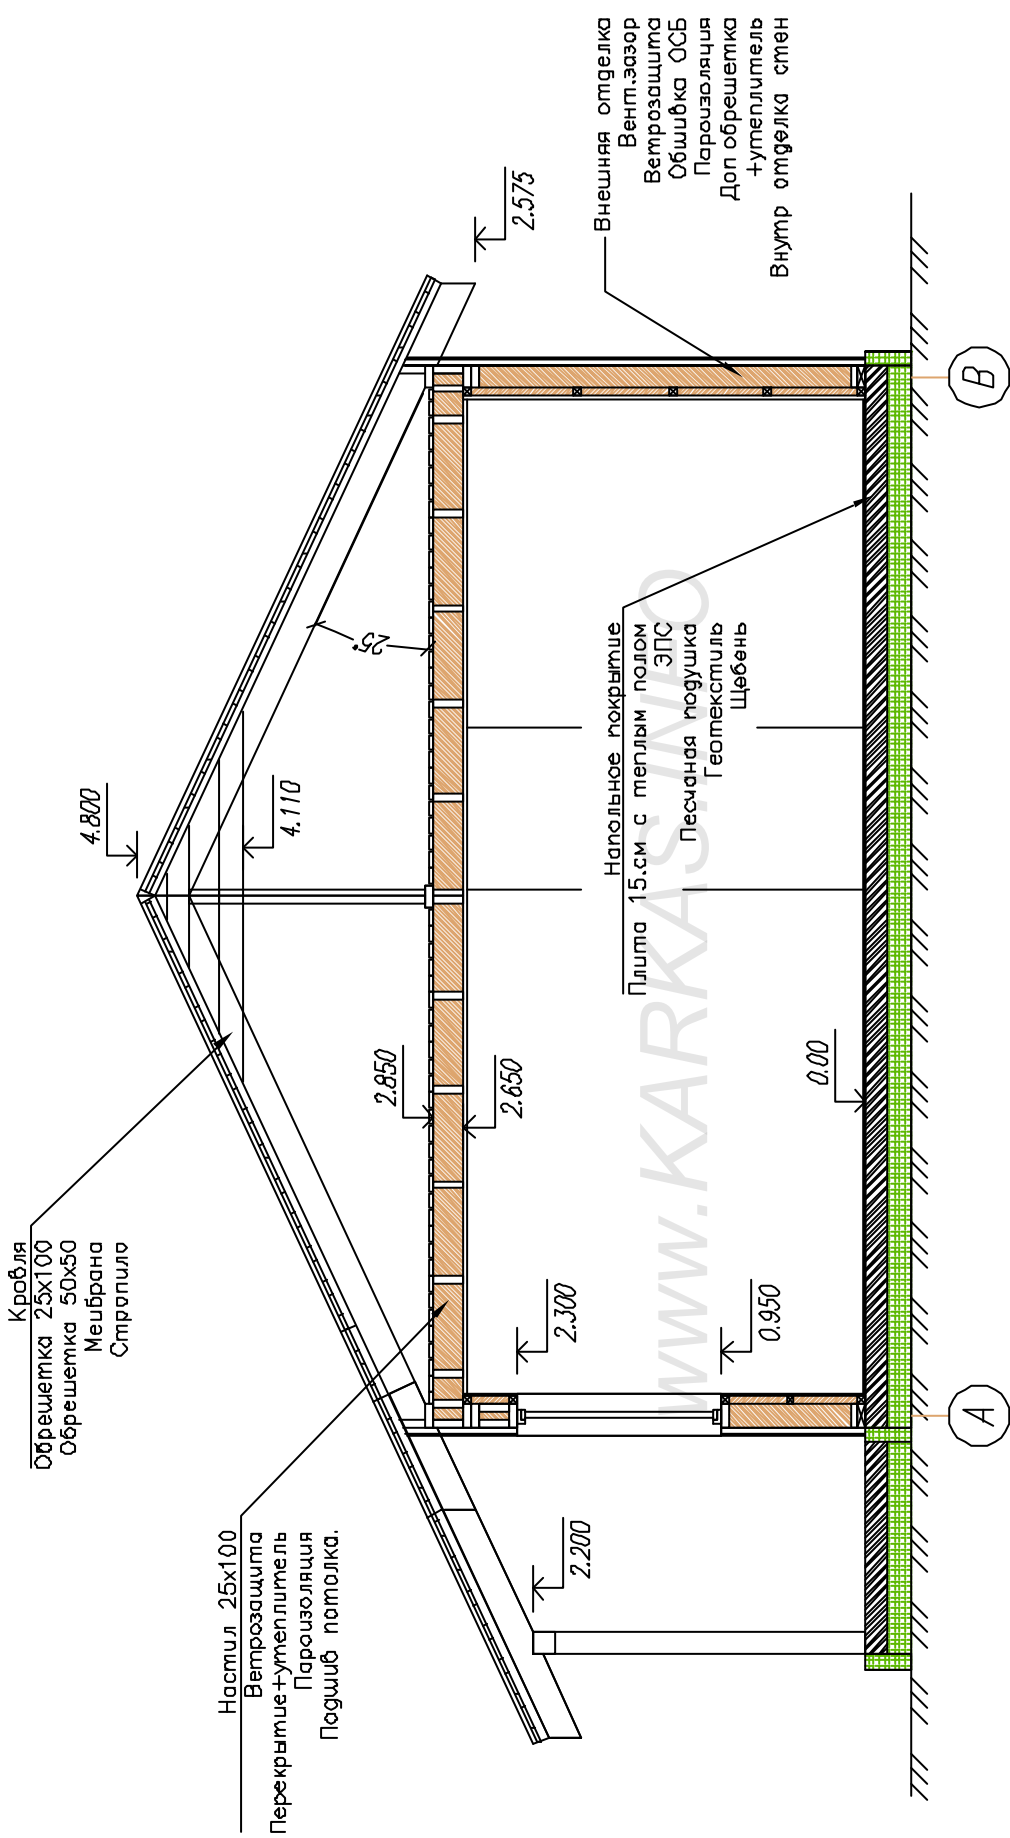 Кровля
Обрешетка 25x100
Обрешетка 50x50
Мембрана
Стропило
Настил 25x100
Ветрозащита
Перекрытие+утеплитель
Пароизоляция
Подшив потолка.
4.800
4.110
25°
2.575
2.850
2.650
2.300
0.950
2.200
0.00
Внешняя отделка
Вент.зазор
Ветрозащита
Обшивка ОСБ
Пароизоляция
Доп обрешетка
+утеплитель
Внутр отделка стен
Напольное покрытие
Плита 15.см с теплым полом
ЭПС
Песчаная подушка
Геотекстиль
Щебень
www.KARKAS.INFO
А
В